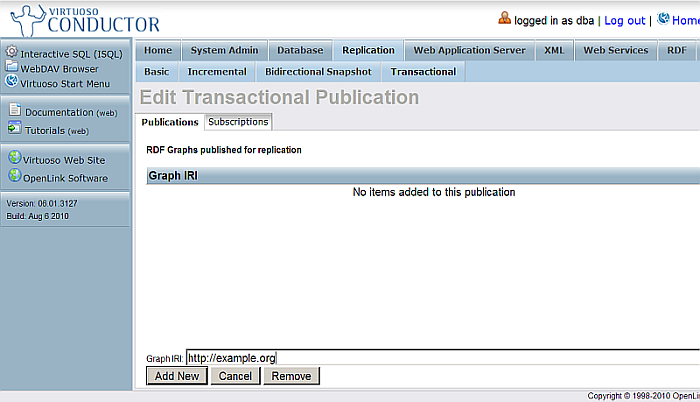 VIRTUOSO
CONDUCTOR
logged in as dba | Log out | Home
Interactive SQL (ISQL)
WebDAV Browser
Virtuoso Start Menu
Documentation (web)
Tutorials (web)
Virtuoso Web Site
OpenLink Software
Version: 06.01.3127
Build: Aug 6 2010
Home System Admin Database Replication Web Application Server XML Web Services RDF
Basic Incremental Bidirectional Snapshot Transactional
Edit Transactional Publication
Publications Subscriptions
RDF Graphs published for replication
Graph IRI
No items added to this publication
Graph IRI: http://example.org
Add New Cancel Remove
Copyright © 1998-2010 OpenLin